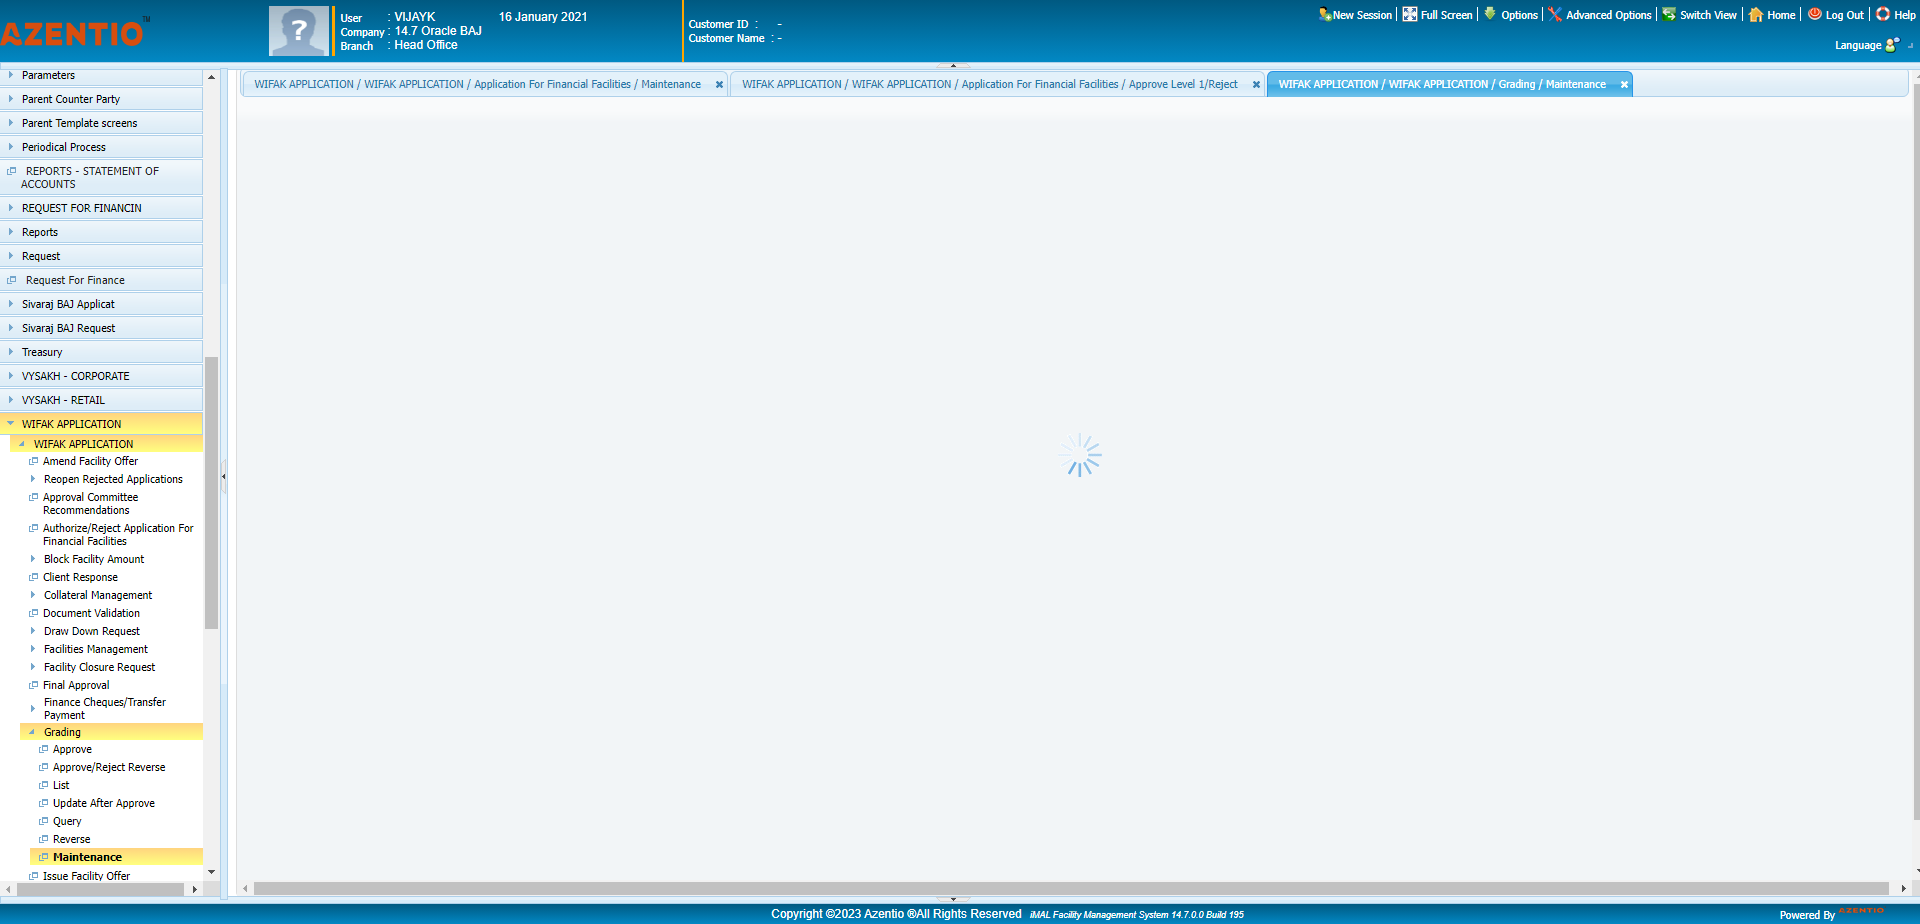 AZENTIO™
User : VIJAYK 16 January 2021
Company : 14.7 Oracle BAJ
Branch : Head Office
Customer ID : -
Customer Name : -
New Session
Full Screen
Options
Advanced Options
Switch View
Home
Log Out
Help
Language
Parameters
Parent Counter Party
Parent Template screens
Periodical Process
REPORTS - STATEMENT OF
ACCOUNTS
REQUEST FOR FINANCIN
Reports
Request
Request For Finance
Sivaraj BAJ Applicat
Sivaraj BAJ Request
Treasury
VYSAKH - CORPORATE
VYSAKH - RETAIL
WIFAK APPLICATION
WIFAK APPLICATION
Amend Facility Offer
Reopen Rejected Applications
Approval Committee
Recommendations
Authorize/Reject Application For
Financial Facilities
Block Facility Amount
Client Response
Collateral Management
Document Validation
Draw Down Request
Facilities Management
Facility Closure Request
Final Approval
Finance Cheques/Transfer
Payment
Grading
Approve
Approve/Reject Reverse
List
Update After Approve
Query
Reverse
Maintenance
Issue Facility Offer
WIFAK APPLICATION / WIFAK APPLICATION / Application For Financial Facilities / Maintenance
WIFAK APPLICATION / WIFAK APPLICATION / Application For Financial Facilities / Approve Level 1/Reject
WIFAK APPLICATION / WIFAK APPLICATION / Grading / Maintenance
Copyright ©2023 Azentio ®All Rights Reserved iMAL Facility Management System 14.7.0.0 Build 195
Powered By AZENTIO